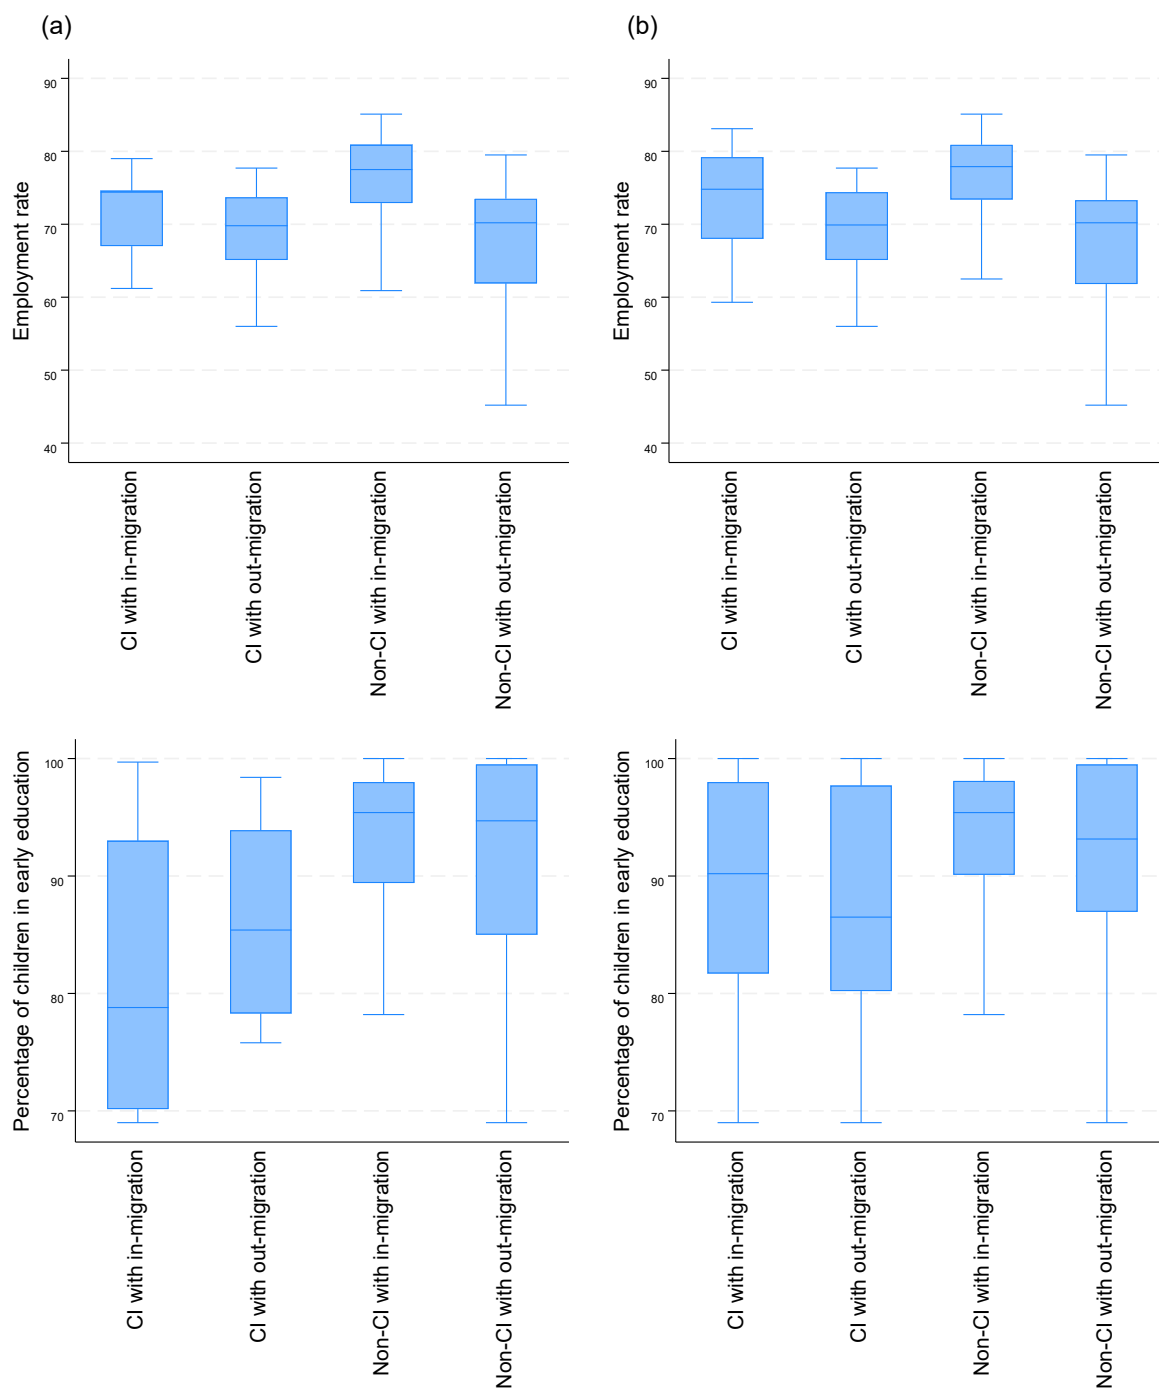 (a)
(b)
Employment rate
90
80
70
60
50
40
CI with in-migration
CI with out-migration
Non-CI with in-migration
Non-CI with out-migration
Employment rate
90
80
70
60
50
40
CI with in-migration
CI with out-migration
Non-CI with in-migration
Non-CI with out-migration
Percentage of children in early education
100
90
80
70
CI with in-migration
CI with out-migration
Non-CI with in-migration
Non-CI with out-migration
Percentage of children in early education
100
90
80
70
CI with in-migration
CI with out-migration
Non-CI with in-migration
Non-CI with out-migration